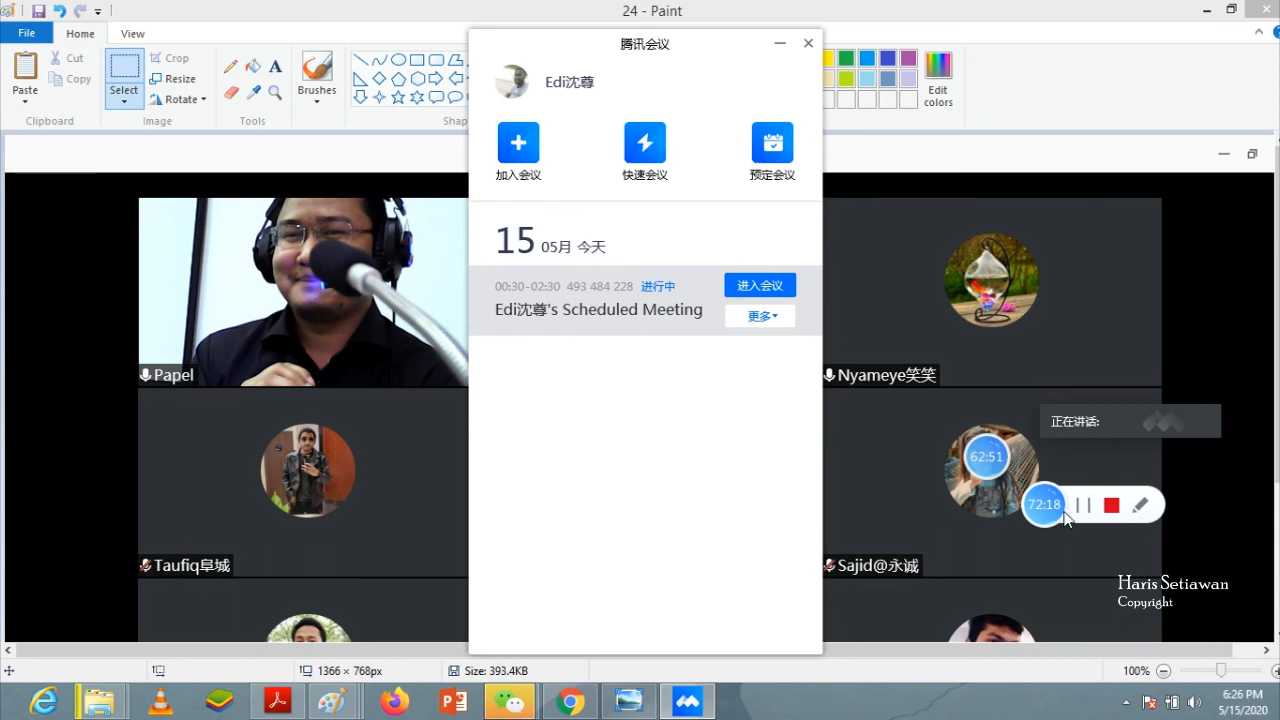 24 - Paint
File
Home
View
Paste
Cut
Copy
Clipboard
Select
Crop
Resize
Rotate
Image
Tools
Brushes
Edit
colors
腾讯会议
Edi沈尊
加入会议
快速会议
预定会议
15 05月 今天
00:30-02:30 493 484 228 进行中
Edi沈尊's Scheduled Meeting
进入会议
更多
Papel
Nyameye笑笑
正在讲话:
62:51
72:18
Taufiq阜城
Sajid@永诚
Haris Setiawan
Copyright
1366 × 768px
Size: 393.4KB
100%
6:26 PM
5/15/2020